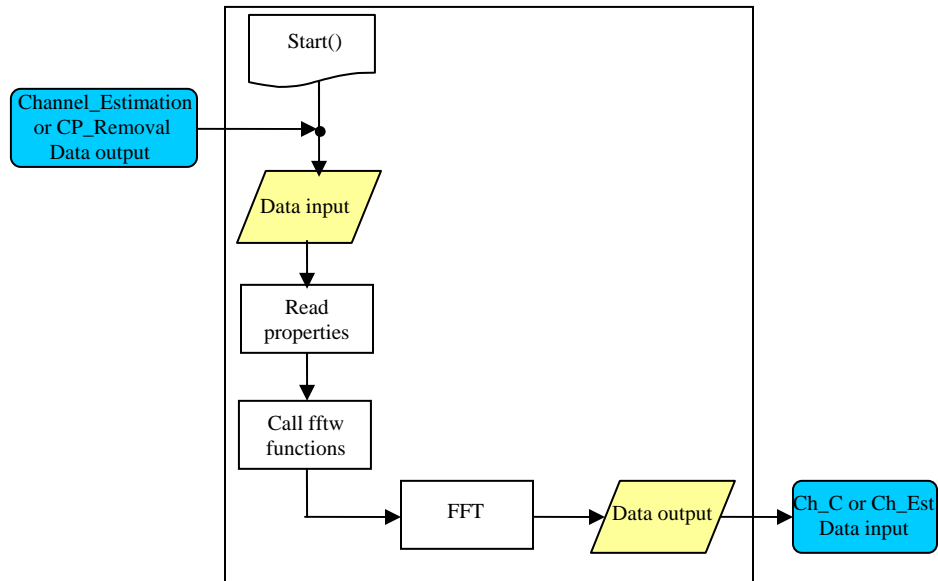 Start()
Channel_Estimation
or CP_Removal
Data output
Data input
Read
properties
Call fftw
functions
FFT
Data output
Ch_C or Ch_Est
Data input